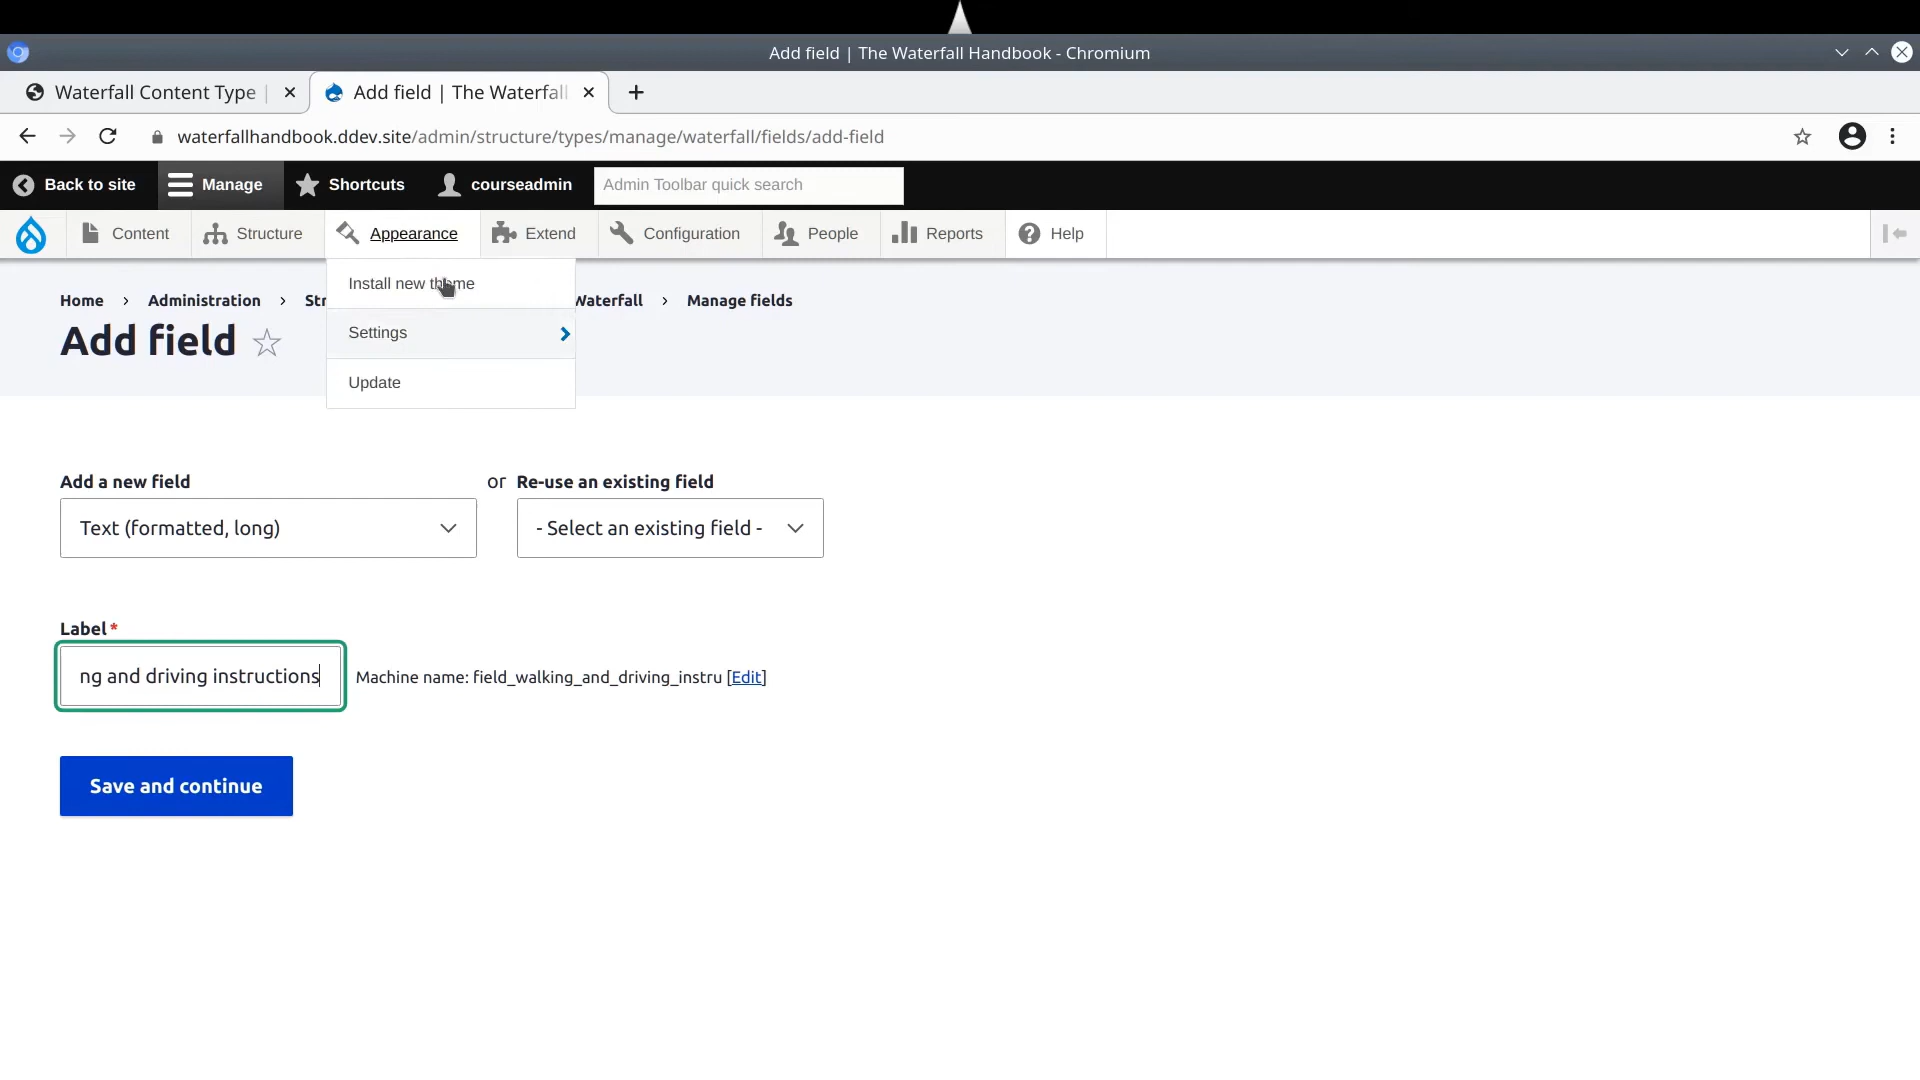 Add field | The Waterfall Handbook - Chromium
Waterfall Content Type |
Add field | The Waterfall
waterfallhandbook.ddev.site/admin/structure/types/manage/waterfall/fields/add-field
Back to site Manage Shortcuts courseadmin Admin Toolbar quick search
Content Structure Appearance Extend Configuration People Reports Help
Install new theme
Settings
Update
Home > Administration > Str Waterfall > Manage fields
Add field
Add a new field or Re-use an existing field
Text (formatted, long) - Select an existing field -
Label*
ng and driving instructions Machine name: field_walking_and_driving_instru [Edit]
Save and continue